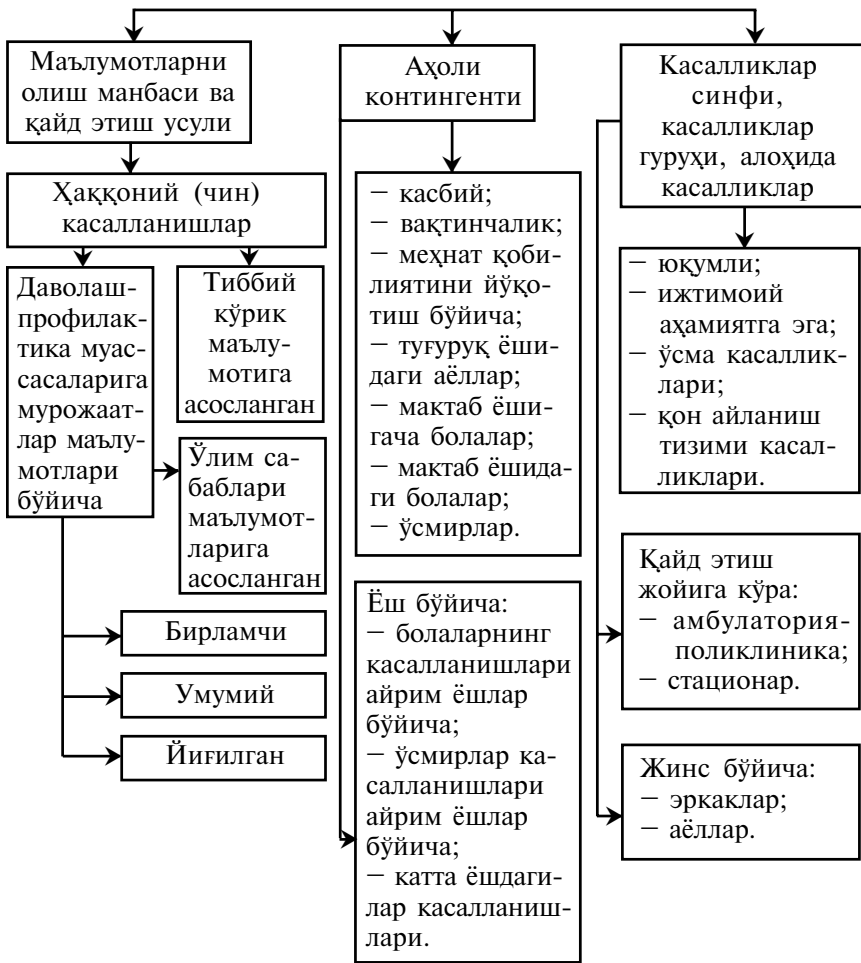 Маълумотларни
олиш манбаси ва
қайд этиш усули
Ҳаққоний (чин)
касалланишлар
Даволаш-
профилак-
тика муас-
сасаларига
мурожаат-
лар маълу-
мотлари
бўйича
Тиббий
кўрик
маълу-
мотига
асосланган
Ўлим са-
баблари
маълумот-
ларига
асосланган
Бирламчи
Умумий
Йиғилган
Аҳоли
контингенти
– касбий;
– вақтинчалик;
– меҳнат қоби-
лиятини йўқо-
тиш бўйича;
– туғуруқ ёши-
даги аёллар;
– мактаб ёши-
гача болалар;
– мактаб ёшида-
ги болалар;
– ўсмирлар.
Ёш бўйича:
– болаларнинг
касалланишлари
айрим ёшлар
бўйича;
– ўсмирлар ка-
салланишлари
айрим ёшлар
бўйича;
– катта ёшдаги-
лар касалланиш-
лари.
Касалликлар
синфи,
касалликлар
гуруҳи, алоҳида
касалликлар
– юқумли;
– ижтимоий
аҳамиятга эга;
– ўсма касаллик-
лари;
– қон айланиш
тизими касал-
ликлари.
Қайд этиш
жойига кўра:
– амбулатория-
поликлиника;
– стационар.
Жинс бўйича:
– эркаклар;
– аёллар.